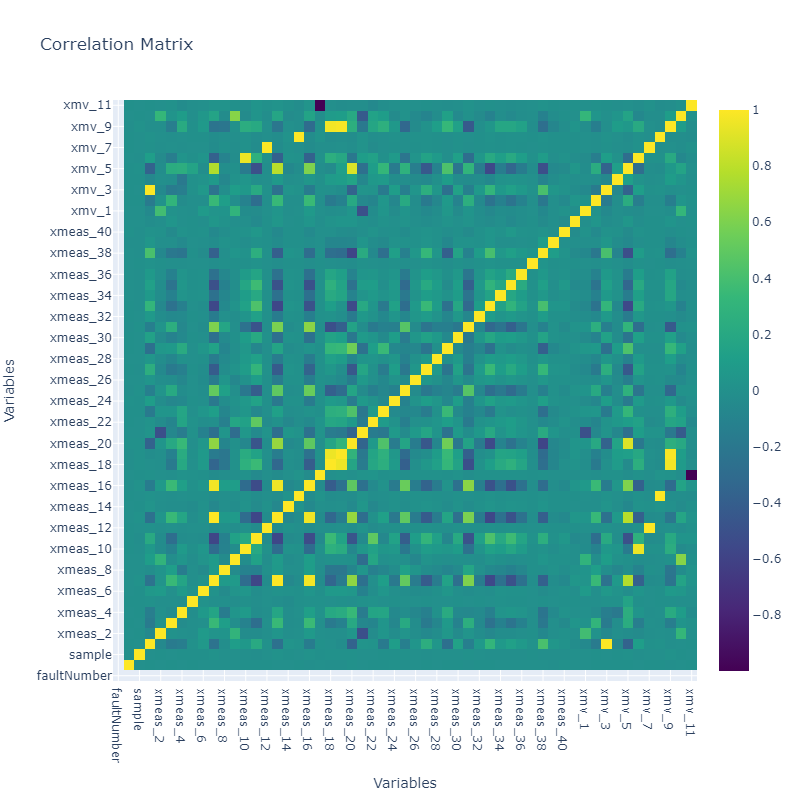 Correlation Matrix
xmv_11
xmv_9
xmv_7
xmv_5
xmv_3
xmv_1
xmeas_40
xmeas_38
xmeas_36
xmeas_34
xmeas_32
xmeas_30
xmeas_28
xmeas_26
xmeas_24
xmeas_22
xmeas_20
xmeas_18
xmeas_16
xmeas_14
xmeas_12
xmeas_10
xmeas_8
xmeas_6
xmeas_4
xmeas_2
sample
faultNumber
Variables
faultNumber
sample
xmeas_2
xmeas_4
xmeas_6
xmeas_8
xmeas_10
xmeas_12
xmeas_14
xmeas_16
xmeas_18
xmeas_20
xmeas_22
xmeas_24
xmeas_26
xmeas_28
xmeas_30
xmeas_32
xmeas_34
xmeas_36
xmeas_38
xmeas_40
xmv_1
xmv_3
xmv_5
xmv_7
xmv_9
xmv_11
Variables
1
0.8
0.6
0.4
0.2
0
−0.2
−0.4
−0.6
−0.8